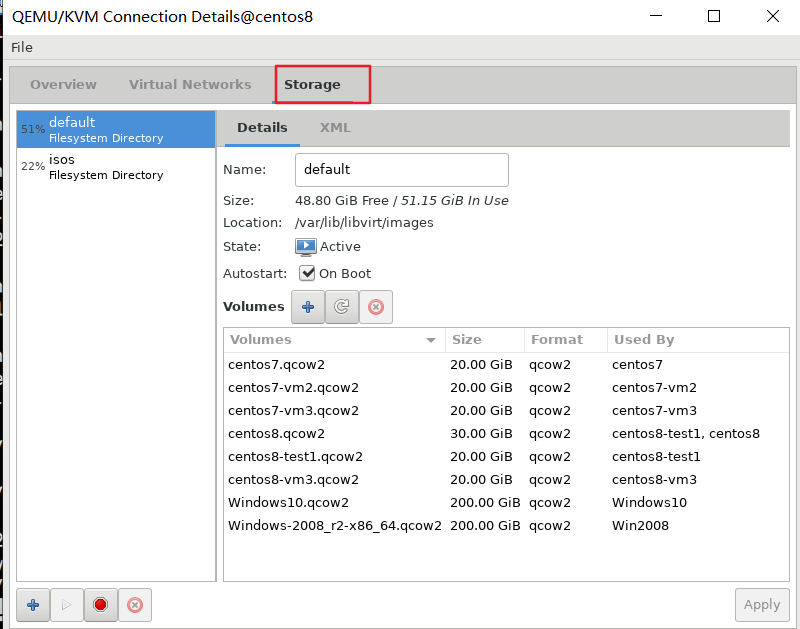 QEMU/KVM Connection Details@centos8
File
Overview Virtual Networks Storage
51% default
Filesystem Directory
22% isos
Filesystem Directory
Details XML
Name: default
Size: 48.80 GiB Free / 51.15 GiB In Use
Location: /var/lib/libvirt/images
State: Active
Autostart: On Boot
Volumes
Volumes Size Format Used By
centos7.qcow2 20.00 GiB qcow2 centos7
centos7-vm2.qcow2 20.00 GiB qcow2 centos7-vm2
centos7-vm3.qcow2 20.00 GiB qcow2 centos7-vm3
centos8.qcow2 30.00 GiB qcow2 centos8-test1, centos8
centos8-test1.qcow2 20.00 GiB qcow2 centos8-test1
centos8-vm3.qcow2 20.00 GiB qcow2 centos8-vm3
Windows10.qcow2 200.00 GiB qcow2 Windows10
Windows-2008_r2-x86_64.qcow2 200.00 GiB qcow2 Win2008
Apply